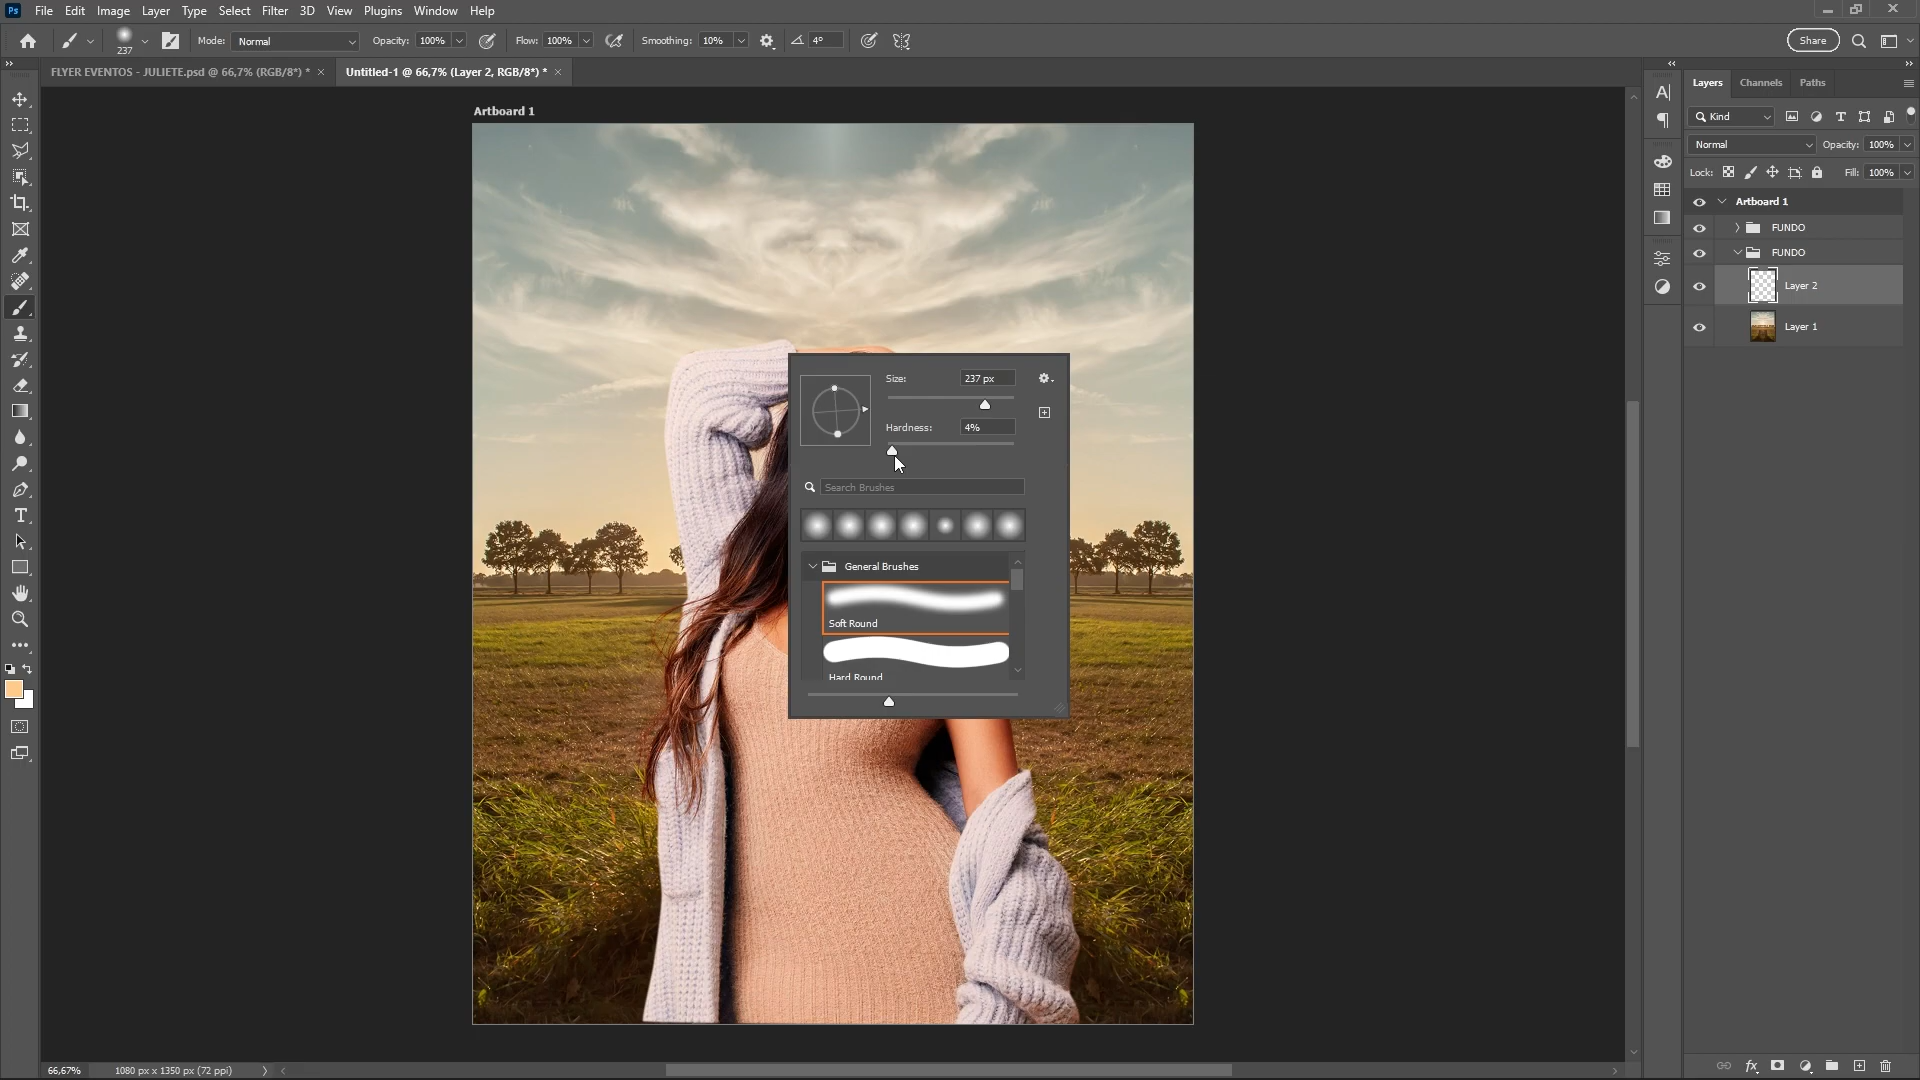 Ps File Edit Image Layer Type Select Filter 3D View Plugins Window Help
237 Mode: Normal Opacity: 100% Flow: 100% Smoothing: 10% 4° Share
FLYER EVENTOS - JULIETE.psd @ 66,7% (RGB/8*) * × Untitled-1 @ 66,7% (Layer 2, RGB/8*) * ×
Layers Channels Paths
Artboard 1
Kind
Normal Opacity: 100%
Lock: Fill: 100%
Artboard 1
FUNDO
FUNDO
Layer 2
Layer 1
Size: 237 px
Hardness: 4%
Search Brushes
General Brushes
Soft Round
Hard Round
66,67% 1080 px x 1350 px (72 ppi)